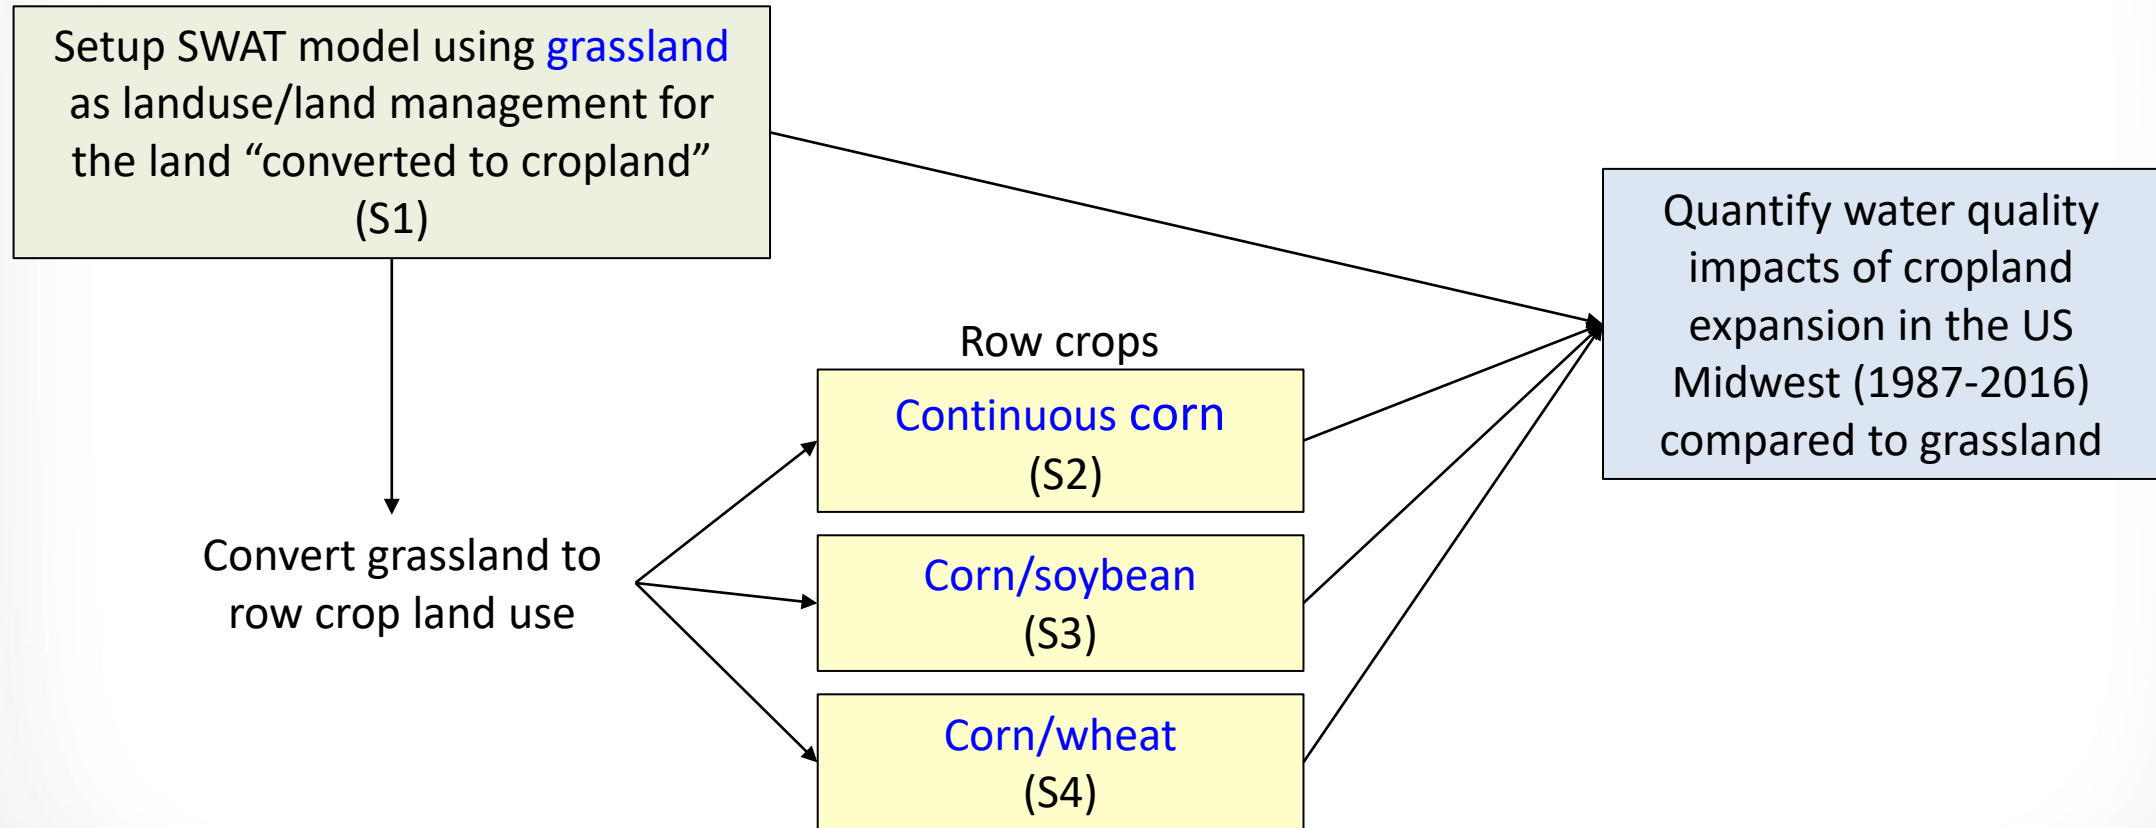 Setup SWAT model using grassland
as landuse/land management for
the land “converted to cropland”
(S1)
Convert grassland to
row crop land use
Row crops
Continuous corn
(S2)
Corn/soybean
(S3)
Corn/wheat
(S4)
Quantify water quality
impacts of cropland
expansion in the US
Midwest (1987-2016)
compared to grassland